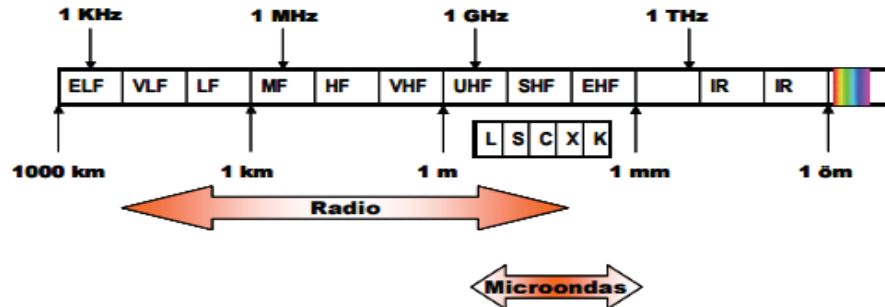 1 KHz 1 MHz 1 GHz 1 THz
ELF VLF LF MF HF VHF UHF SHF EHF IR IR
L S C X K
1000 km 1 km 1 m 1 mm 1 öm
Radio
Microondas